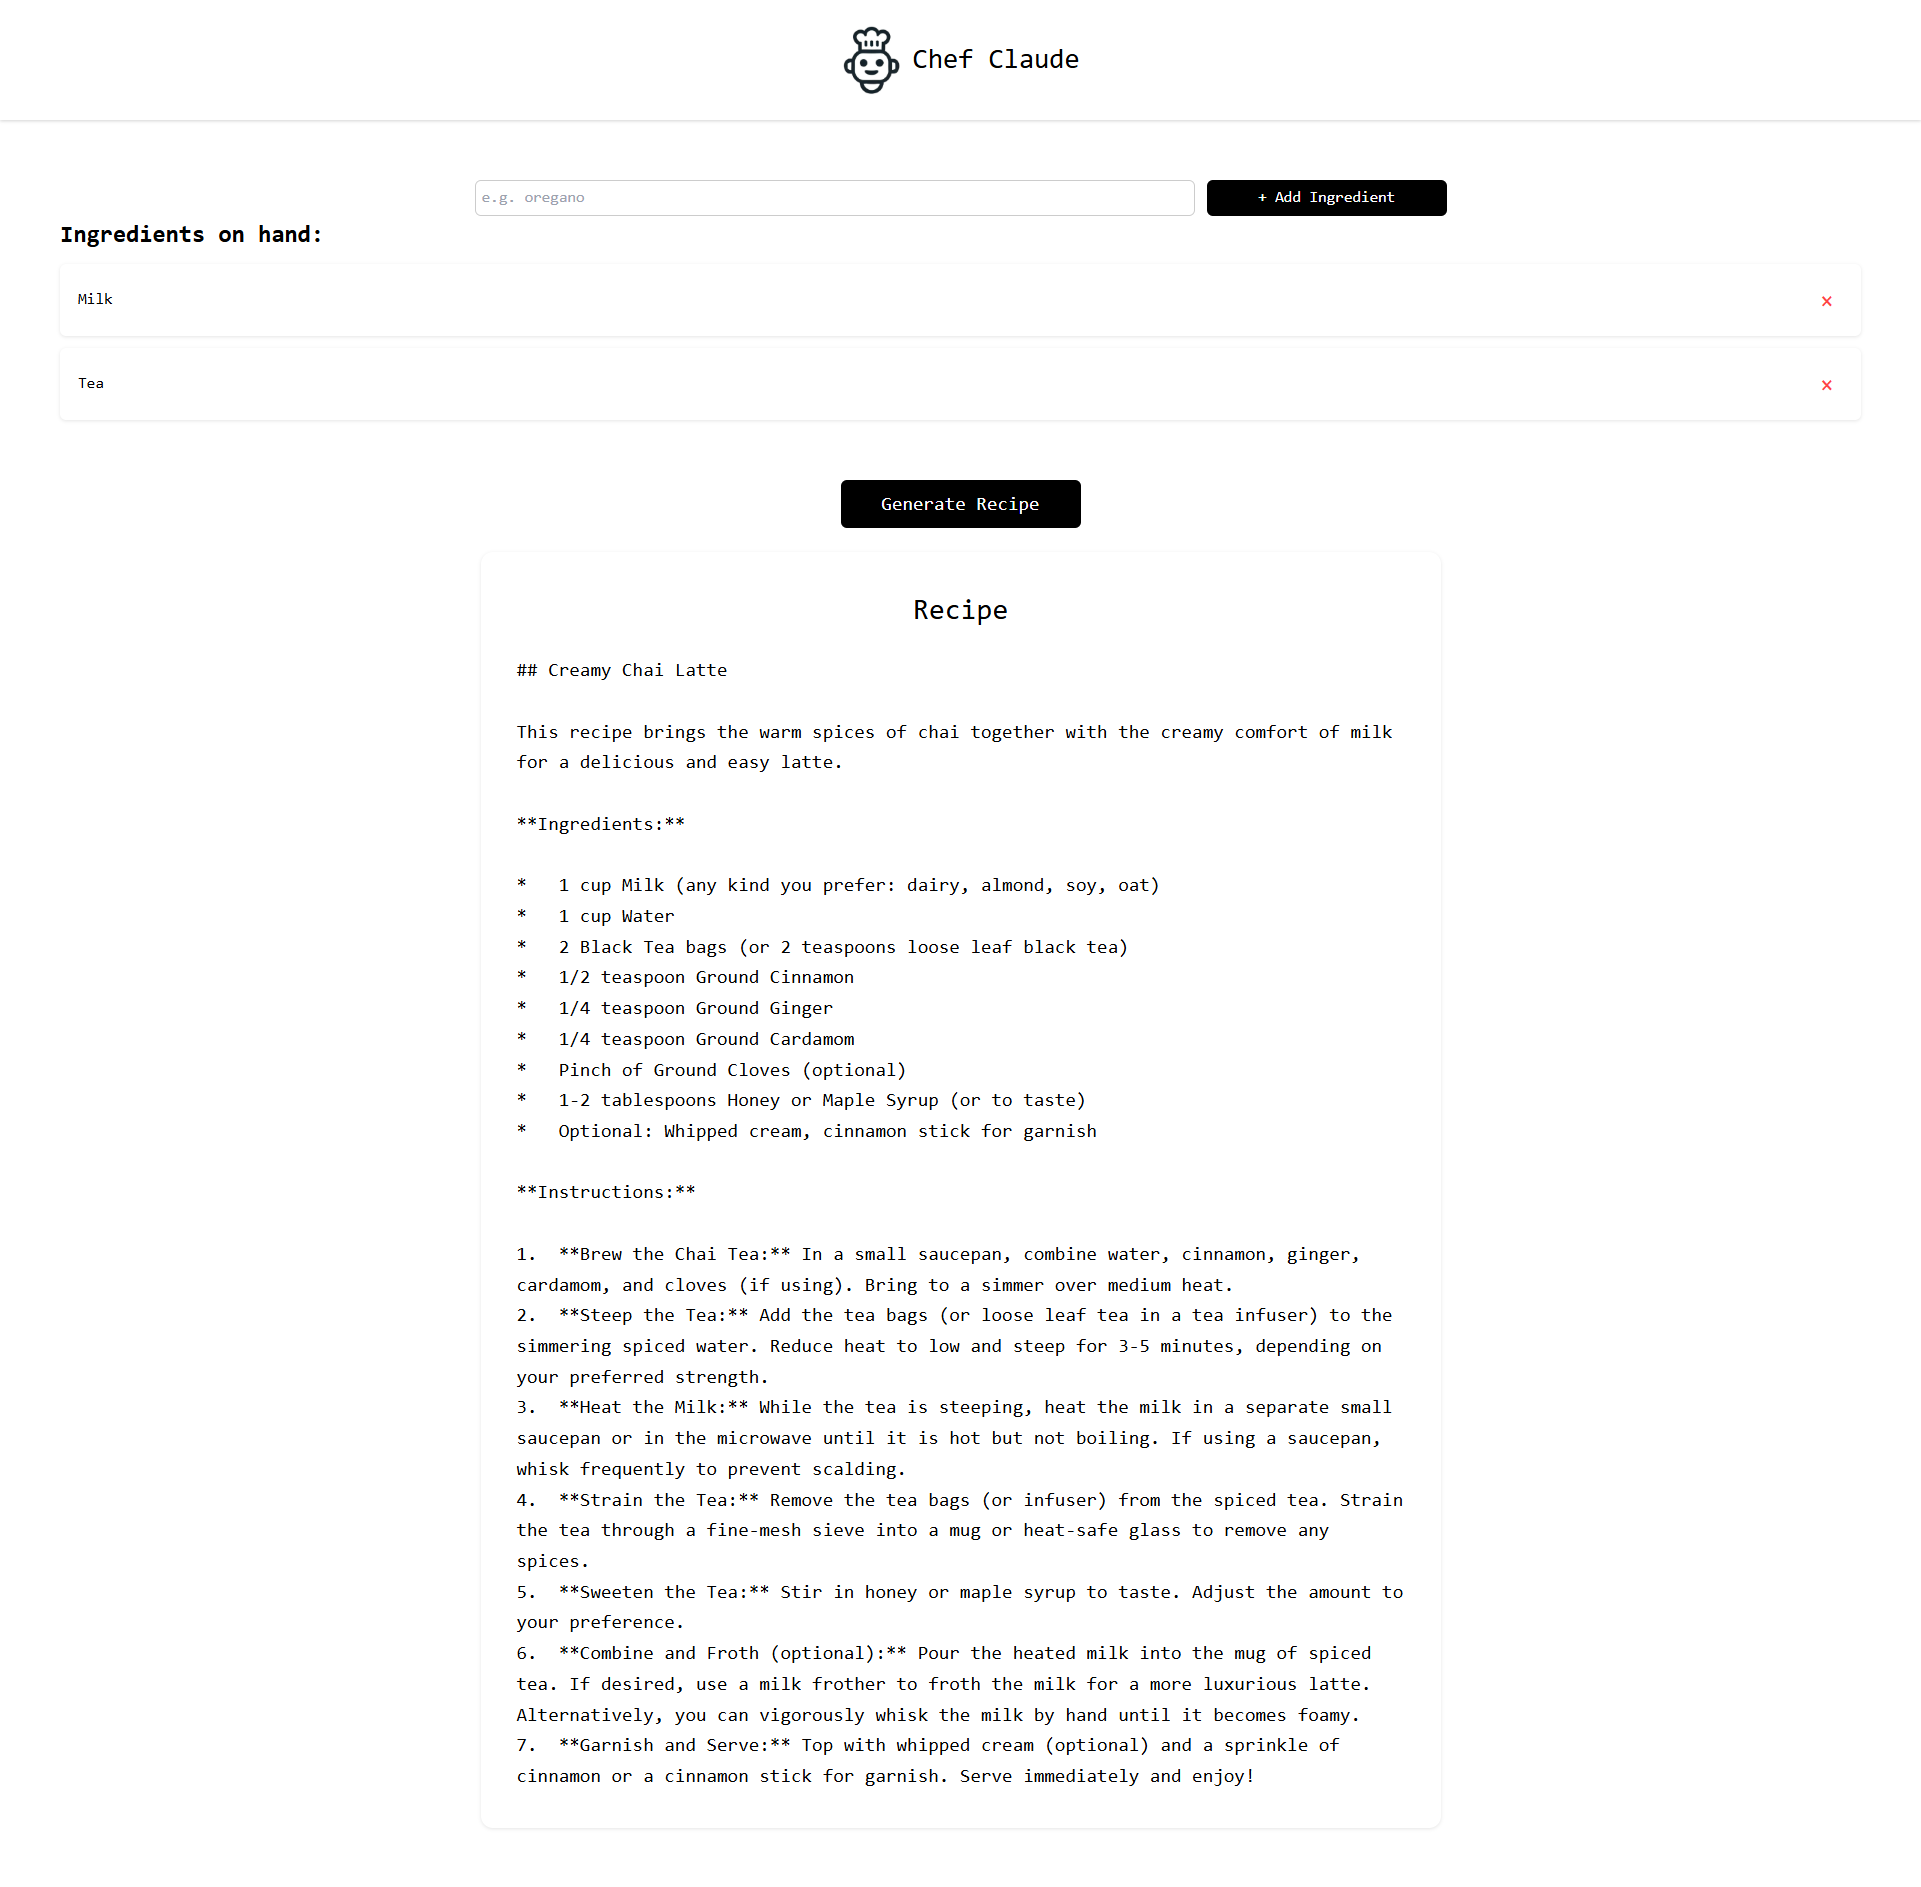 Chef Claude
e.g. oregano
+ Add Ingredient
Ingredients on hand:
Milk
×
Tea
×
Generate Recipe
Recipe
## Creamy Chai Latte
This recipe brings the warm spices of chai together with the creamy comfort of milk
for a delicious and easy latte.
**Ingredients:**
*   1 cup Milk (any kind you prefer: dairy, almond, soy, oat)
*   1 cup Water
*   2 Black Tea bags (or 2 teaspoons loose leaf black tea)
*   1/2 teaspoon Ground Cinnamon
*   1/4 teaspoon Ground Ginger
*   1/4 teaspoon Ground Cardamom
*   Pinch of Ground Cloves (optional)
*   1-2 tablespoons Honey or Maple Syrup (or to taste)
*   Optional: Whipped cream, cinnamon stick for garnish
**Instructions:**
1.  **Brew the Chai Tea:** In a small saucepan, combine water, cinnamon, ginger,
cardamom, and cloves (if using). Bring to a simmer over medium heat.
2.  **Steep the Tea:** Add the tea bags (or loose leaf tea in a tea infuser) to the
simmering spiced water. Reduce heat to low and steep for 3-5 minutes, depending on
your preferred strength.
3.  **Heat the Milk:** While the tea is steeping, heat the milk in a separate small
saucepan or in the microwave until it is hot but not boiling. If using a saucepan,
whisk frequently to prevent scalding.
4.  **Strain the Tea:** Remove the tea bags (or infuser) from the spiced tea. Strain
the tea through a fine-mesh sieve into a mug or heat-safe glass to remove any
spices.
5.  **Sweeten the Tea:** Stir in honey or maple syrup to taste. Adjust the amount to
your preference.
6.  **Combine and Froth (optional):** Pour the heated milk into the mug of spiced
tea. If desired, use a milk frother to froth the milk for a more luxurious latte.
Alternatively, you can vigorously whisk the milk by hand until it becomes foamy.
7.  **Garnish and Serve:** Top with whipped cream (optional) and a sprinkle of
cinnamon or a cinnamon stick for garnish. Serve immediately and enjoy!